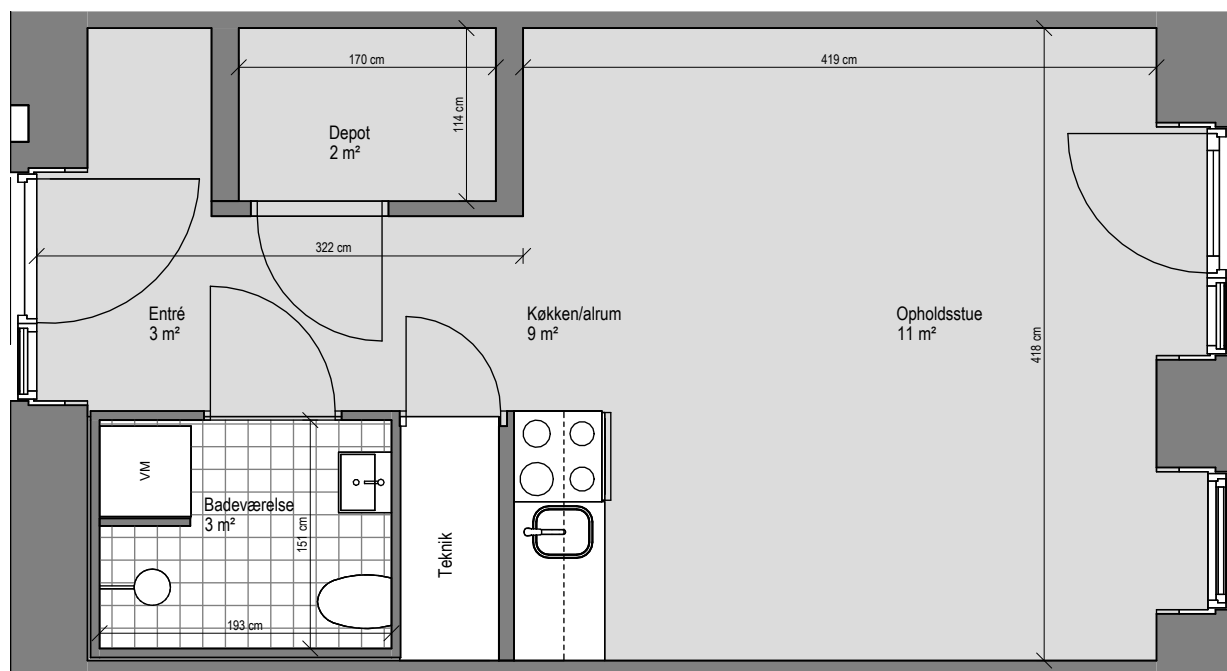 170 cm
419 cm
114 cm
Depot
2 m²
322 cm
Entré
3 m²
Køkken/alrum
9 m²
Opholdsstue
11 m²
418 cm
VM
Badeværelse
3 m²
151 cm
Teknik
193 cm